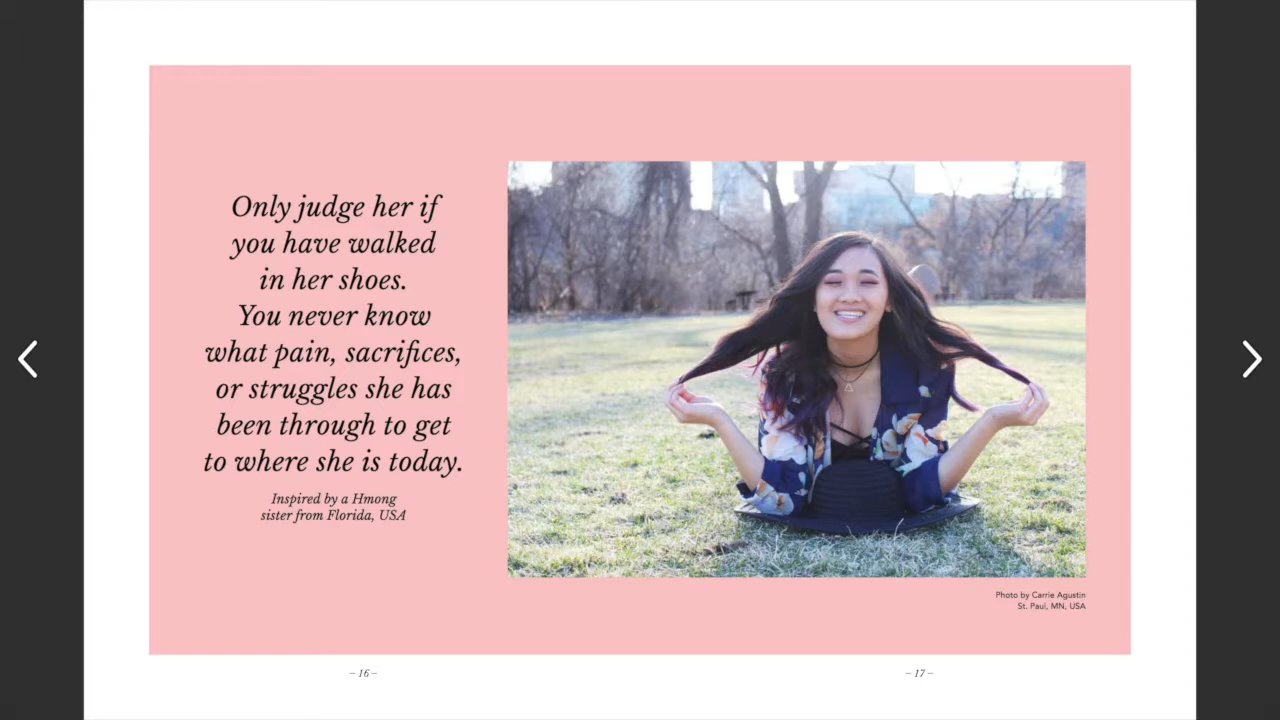 Only judge her if
you have walked
in her shoes.
You never know
what pain, sacrifices,
or struggles she has
been through to get
to where she is today.
Inspired by a Hmong
sister from Florida, USA
Photo by Carrie Agustin
St. Paul, MN, USA
– 16 –
– 17 –